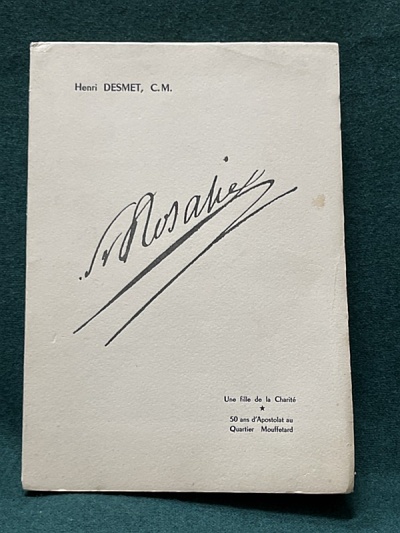 Henri DESMET, C. M.
Sr Rosalie
Une fille de la Charité
★
50 ans d'Apostolat au
Quartier Mouffetard